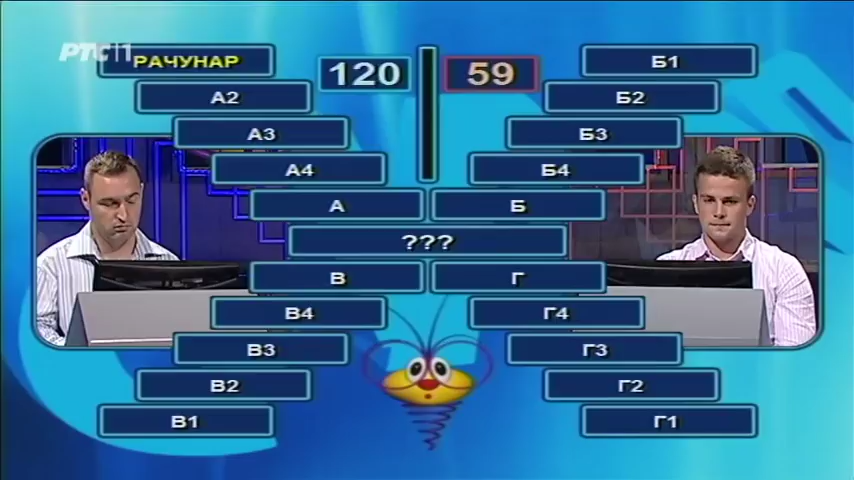 РТС 1
РАЧУНАР
120
59
Б1
А2
Б2
А3
Б3
А4
Б4
А
Б
???
В
Г
В4
Г4
В3
Г3
В2
Г2
В1
Г1